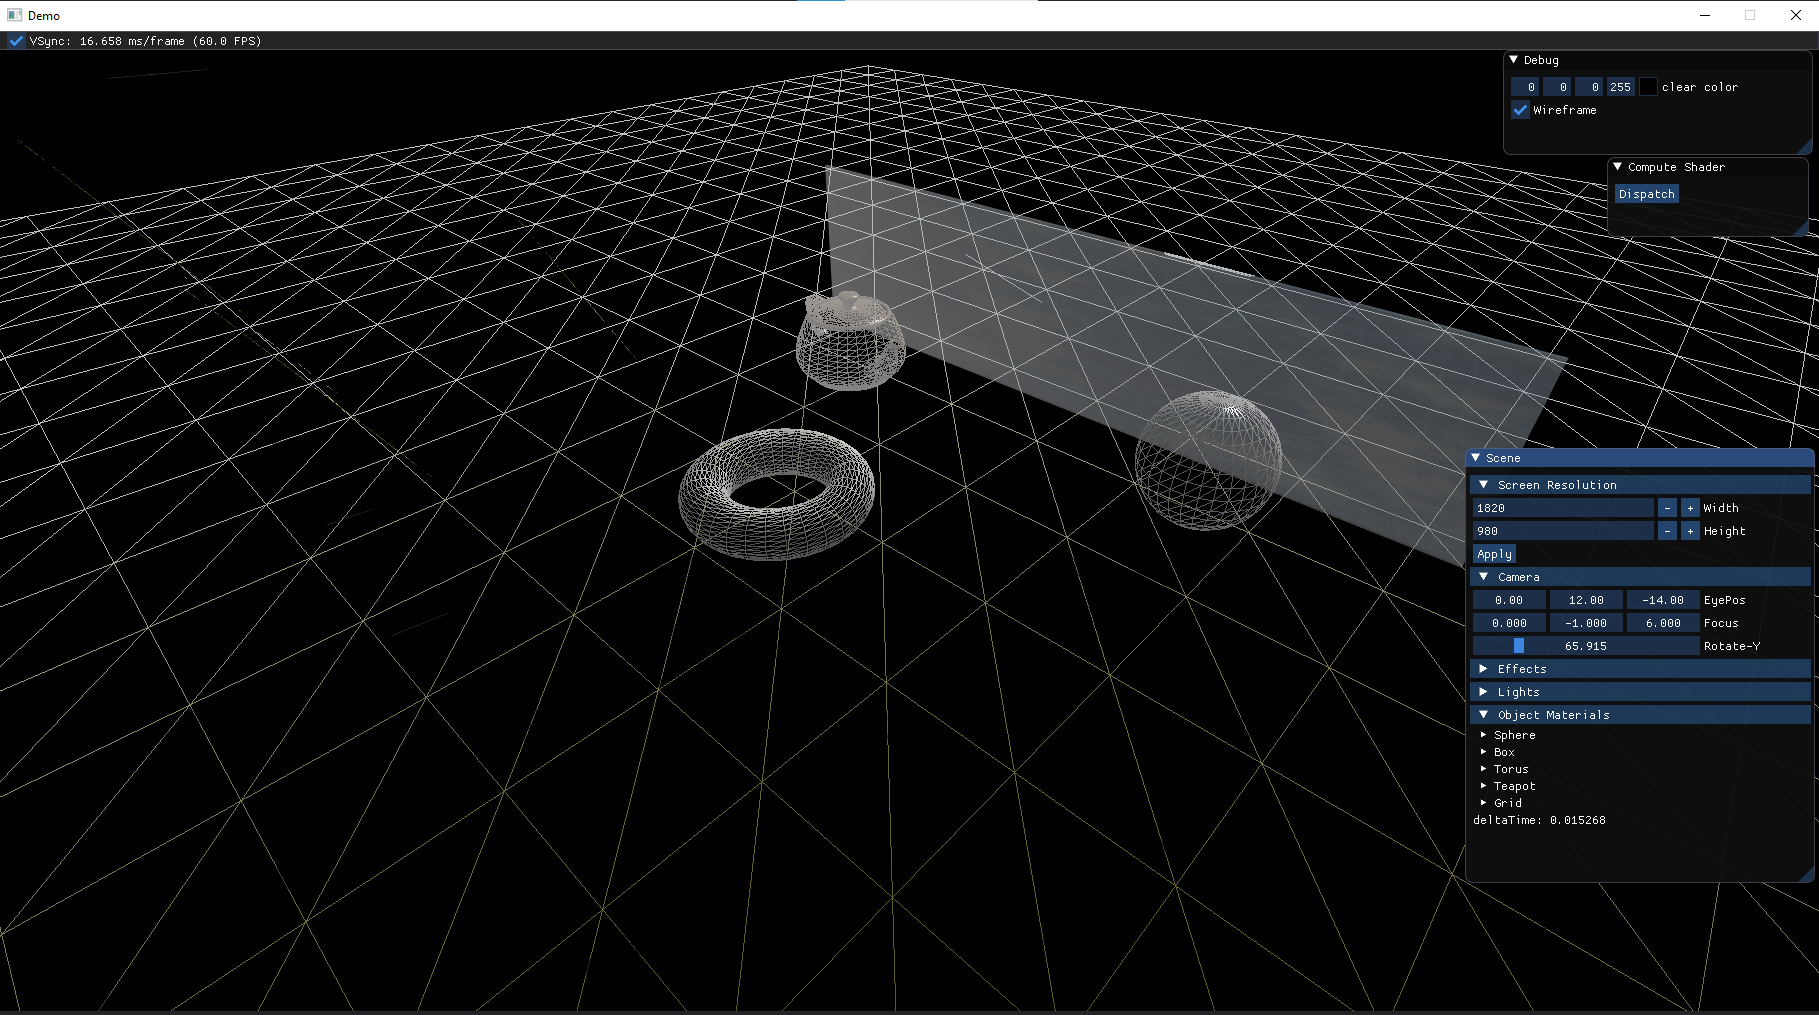 Demo
VSync: 16.658 ms/frame (60.0 FPS)
Debug
0 0 0 255 clear color
Wireframe
Compute Shader
Dispatch
Scene
Screen Resolution
1820 - + Width
980 - + Height
Apply
Camera
0.00 12.00 -14.00 EyePos
0.000 -1.000 6.000 Focus
65.915 Rotate-Y
Effects
Lights
Object Materials
Sphere
Box
Torus
Teapot
Grid
deltaTime: 0.015268